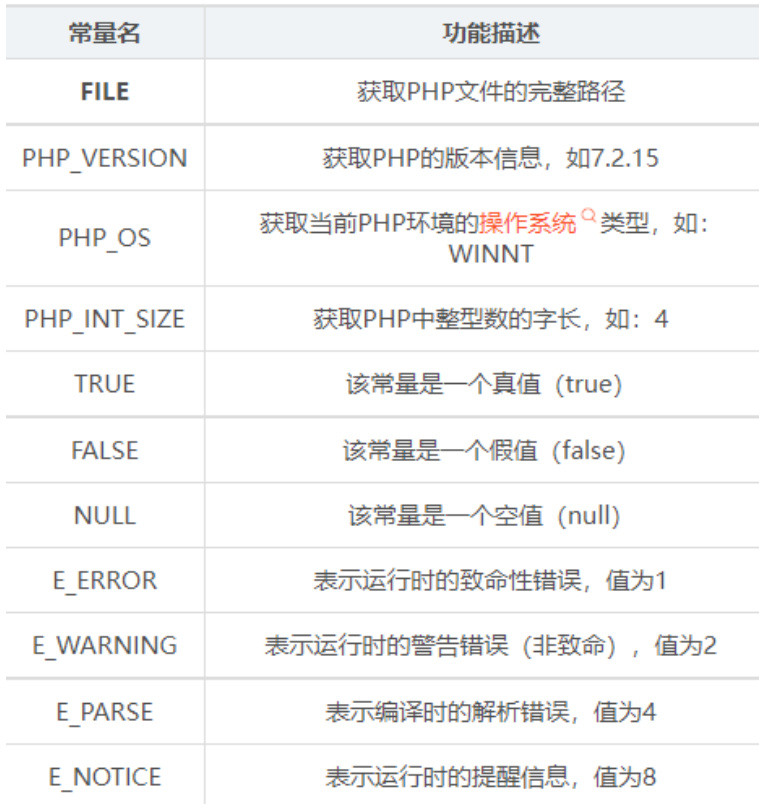 常量名 功能描述
FILE 获取PHP文件的完整路径
PHP_VERSION 获取PHP的版本信息，如7.2.15
PHP_OS 获取当前PHP环境的操作系统类型，如：
WINNT
PHP_INT_SIZE 获取PHP中整型数的字长，如：4
TRUE 该常量是一个真值（true）
FALSE 该常量是一个假值（false）
NULL 该常量是一个空值（null）
E_ERROR 表示运行时的致命性错误，值为1
E_WARNING 表示运行时的警告错误（非致命），值为2
E_PARSE 表示编译时的解析错误，值为4
E_NOTICE 表示运行时的提醒信息，值为8